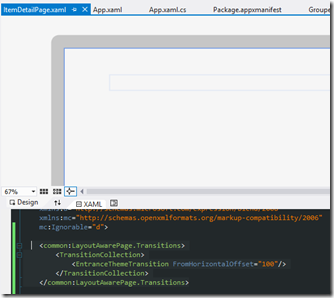 ItemDetailPage.xaml App.xaml App.xaml.cs Package.appxmanifest Groupe
67%
Design XAML
xmlns:mc="http://schemas.openxmlformats.org/markup-compatibility/2006"
mc:Ignorable="d">
<common:LayoutAwarePage.Transitions>
<TransitionCollection>
<EntranceThemeTransition FromHorizontalOffset="100"/>
</TransitionCollection>
</common:LayoutAwarePage.Transitions>